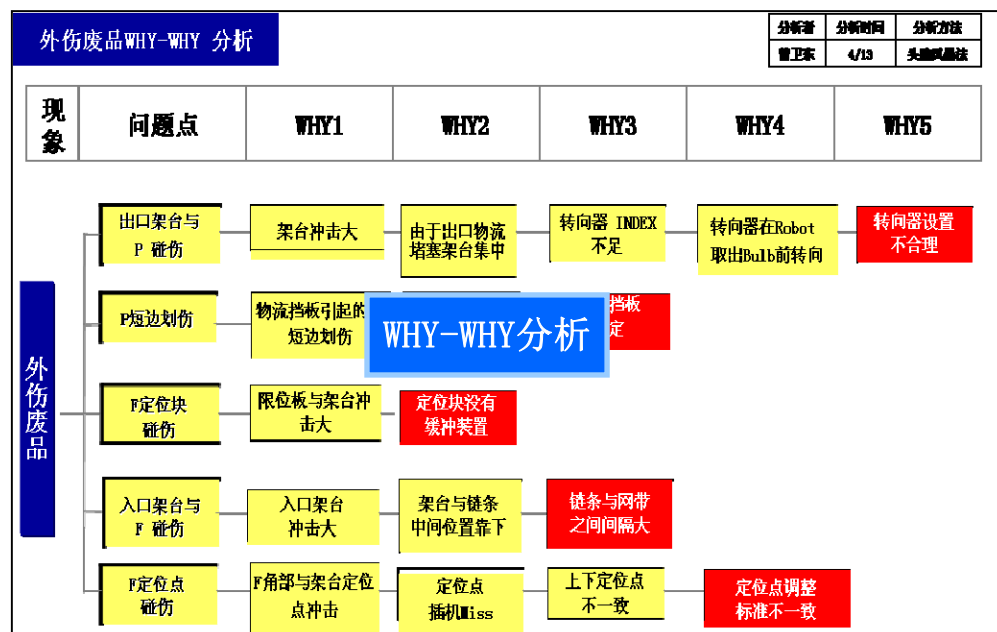 外伤废品WHY-WHY 分析
分析者 分析时间 分析方法
曾卫东 4/13 头脑风暴法
现象 问题点 WHY1 WHY2 WHY3 WHY4 WHY5
外伤废品
出口架台与
P 碰伤
架台冲击大
由于出口物流
堵塞架台集中
转向器 INDEX
不足
转向器在Robot
取出Bulb前转向
转向器设置
不合理
P短边划伤
物流挡板引起的
短边划伤
挡板
定
WHY-WHY分析
F定位块
碰伤
限位板与架台冲
击大
定位块没有
缓冲装置
入口架台与
F 碰伤
入口架台
冲击大
架台与链条
中间位置靠下
链条与网带
之间间隔大
F定位点
碰伤
F角部与架台定位
点冲击
定位点
插机Miss
上下定位点
不一致
定位点调整
标准不一致